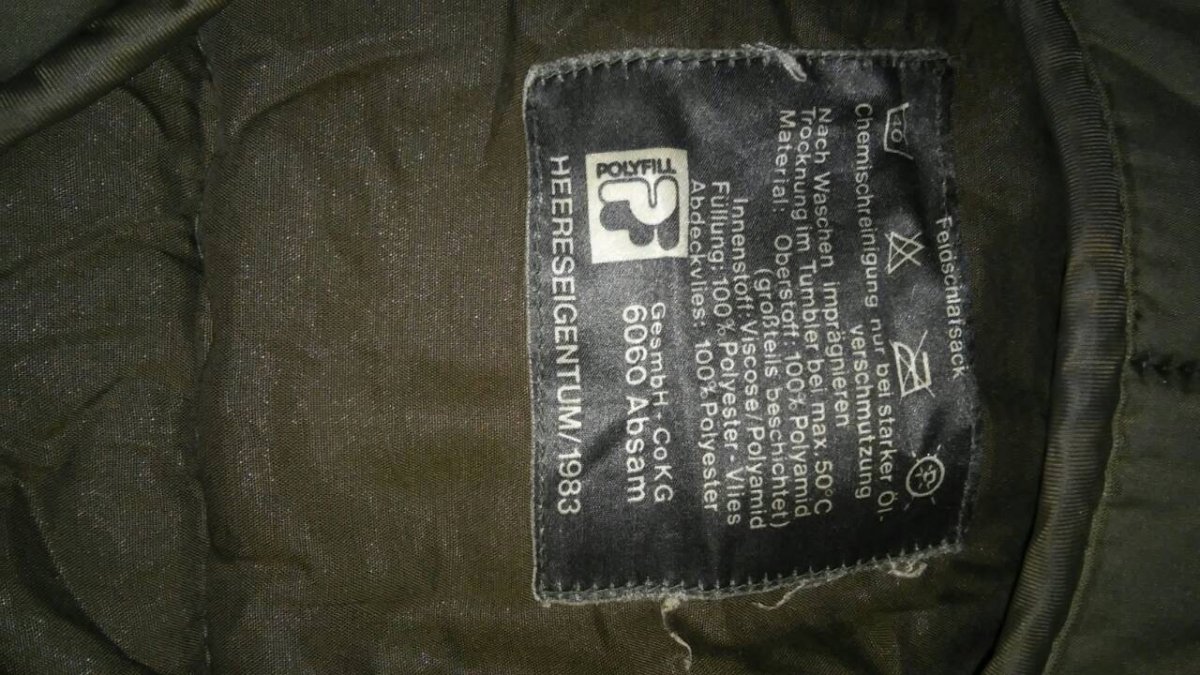 Feldschlafsack
40
Chemischreinigung nur bei starker Öl-
verschmutzung
Nach Waschen imprägnieren
Trocknung im Tumbler bei max. 50°C
Material: Oberstoff: 100% Polyamid
(großteils beschichtet)
Innenstoff: Viscose/Polyamid
Füllung: 100% Polyester-Vlies
Abdeckvlies: 100% Polyester
POLYFILL
GesmbH + CoKG
6060 Absam
HEERESEIGENTUM/1983